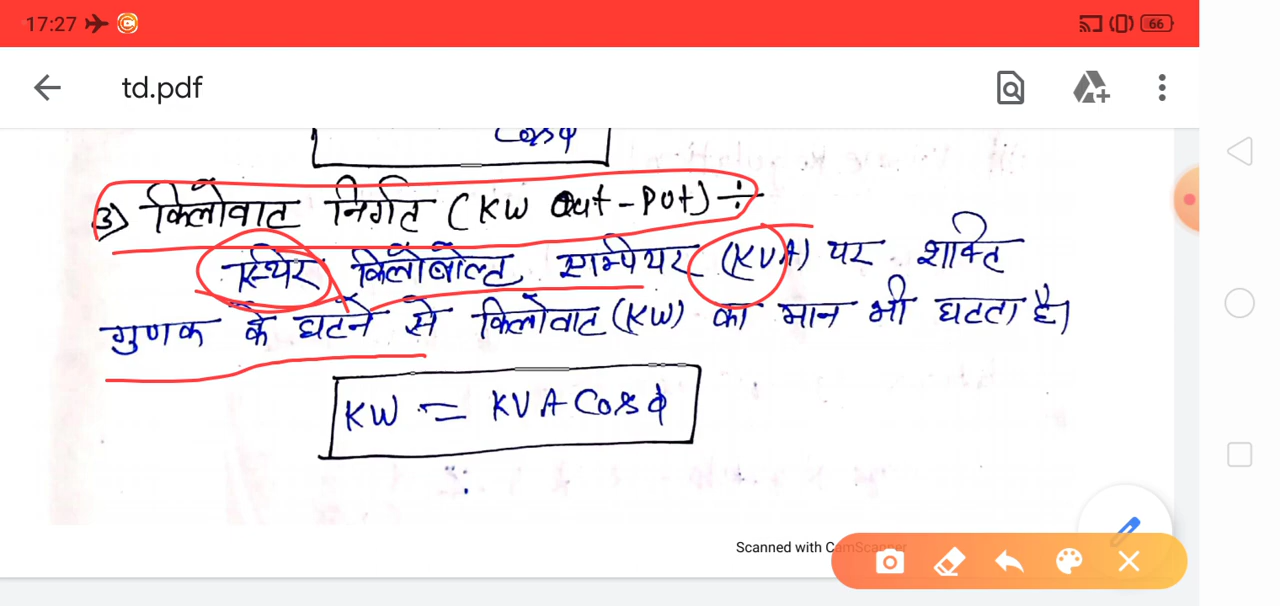 17:27
66
td.pdf
Cosφ
3) किलोवाट निर्गत (KW Out-Put) ÷
स्थिर किलोवोल्ट एम्पियर (KVA) पर शक्ति
गुणक के घटने से किलोवाट (KW) का मान भी घटता है।
KW = KVA Cosφ
Scanned with CamScanner